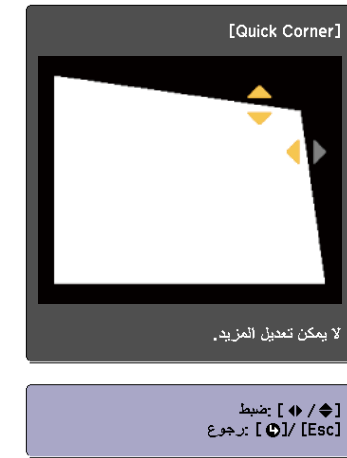 [Quick Corner]
لا يمكن تعديل المزيد.
[⬍ / ⬌] :ضبط
[Esc] /[↺] :رجوع